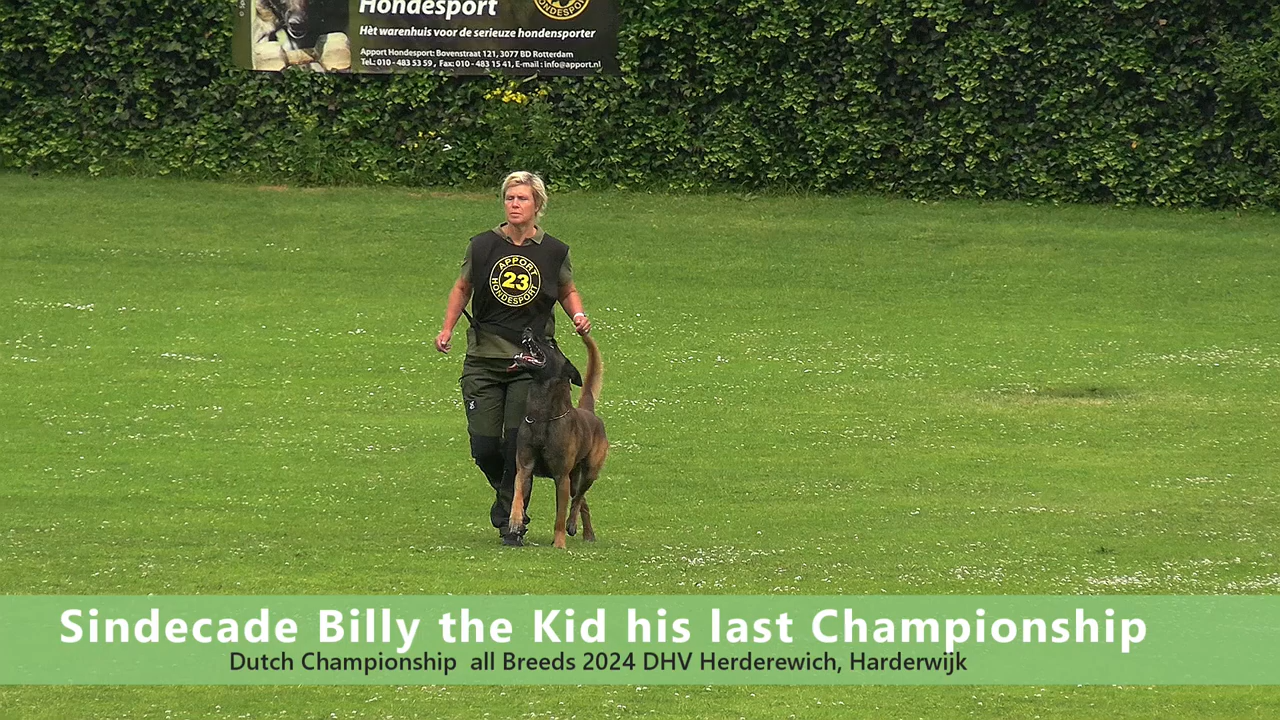 Hondesport
HONDESPORT
Hèt warenhuis voor de serieuze hondensporter
Apport Hondesport: Bovenstraat 121, 3077 BD Rotterdam
Tel.: 010 - 483 53 59 , Fax: 010 - 483 15 41, E-mail : info@apport.nl
APPORT
23
HONDESPORT
Sindecade Billy the Kid his last Championship
Dutch Championship  all Breeds 2024 DHV Herderewich, Harderwijk